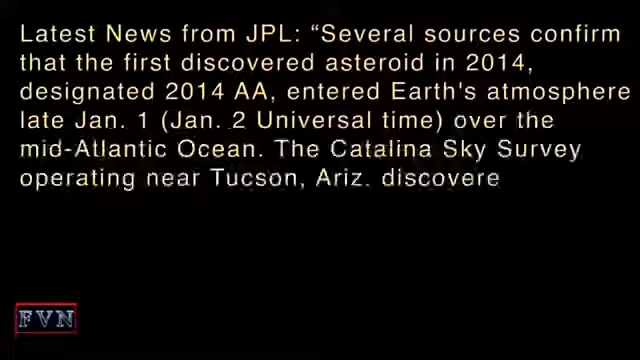 Latest News from JPL: “Several sources confirm
that the first discovered asteroid in 2014,
designated 2014 AA, entered Earth's atmosphere
late Jan. 1 (Jan. 2 Universal time) over the
mid-Atlantic Ocean. The Catalina Sky Survey
operating near Tucson, Ariz. discovere
FVN